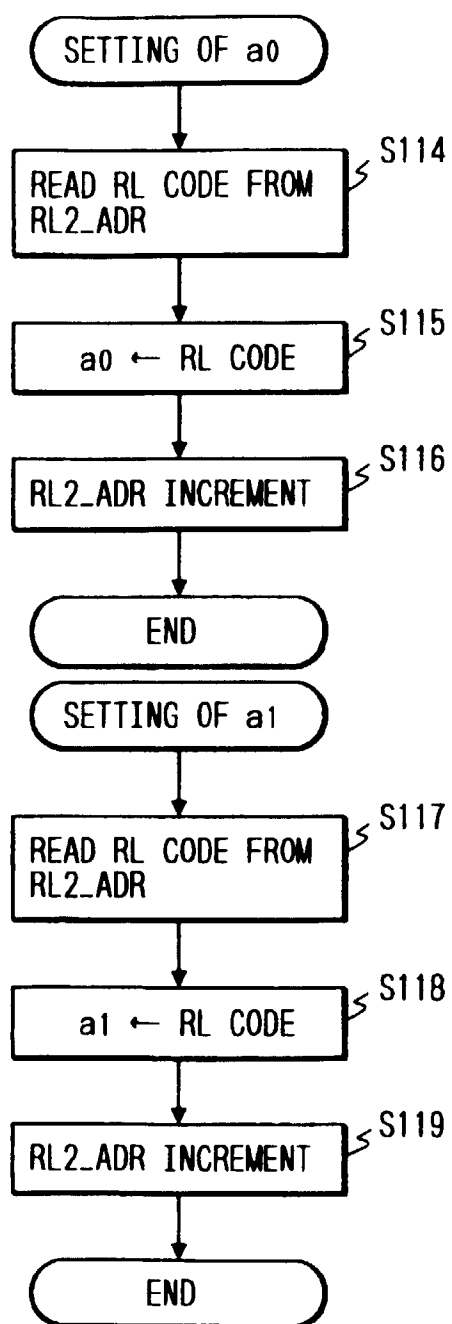 SETTING OF a0
S114
READ RL CODE FROM
RL2_ADR
S115
a0 ← RL CODE
S116
RL2_ADR INCREMENT
END
SETTING OF a1
S117
READ RL CODE FROM
RL2_ADR
S118
a1 ← RL CODE
S119
RL2_ADR INCREMENT
END